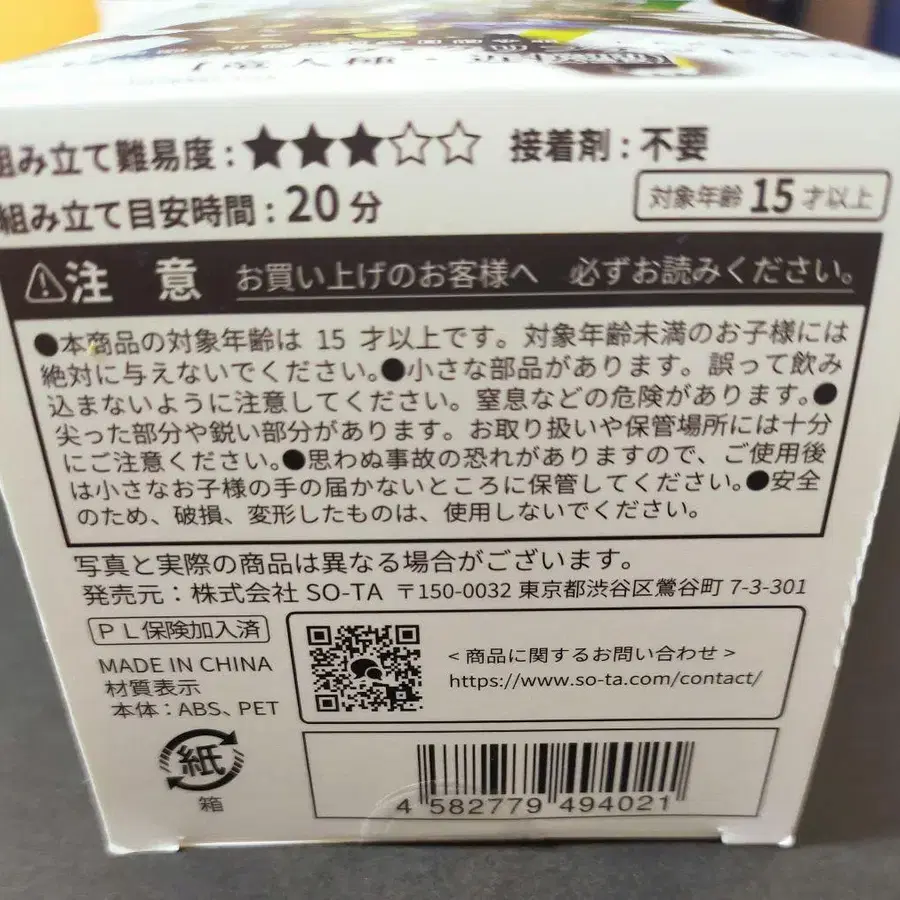 組み立て難易度:★★★☆☆ 接着剤:不要
組み立て目安時間:20分
対象年齢 15 才以上
⚠注 意 お買い上げのお客様へ 必ずお読みください。
●本商品の対象年齢は 15 才以上です。対象年齢未満のお子様には
絶対に与えないでください。●小さな部品があります。誤って飲み
込まないように注意してください。窒息などの危険があります。●
尖った部分や鋭い部分があります。お取り扱いや保管場所には十分
にご注意ください。●思わぬ事故の恐れがありますので、ご使用後
は小さなお子様の手の届かないところに保管してください。●安全
のため、破損、変形したものは、使用しないでください。
写真と実際の商品は異なる場合がございます。
発売元:株式会社 SO-TA 〒150-0032 東京都渋谷区鶯谷町 7-3-301
PL保険加入済
MADE IN CHINA
材質表示
本体:ABS、PET
<商品に関するお問い合わせ>
https://www.so-ta.com/contact/
紙
箱
4 582779 494021